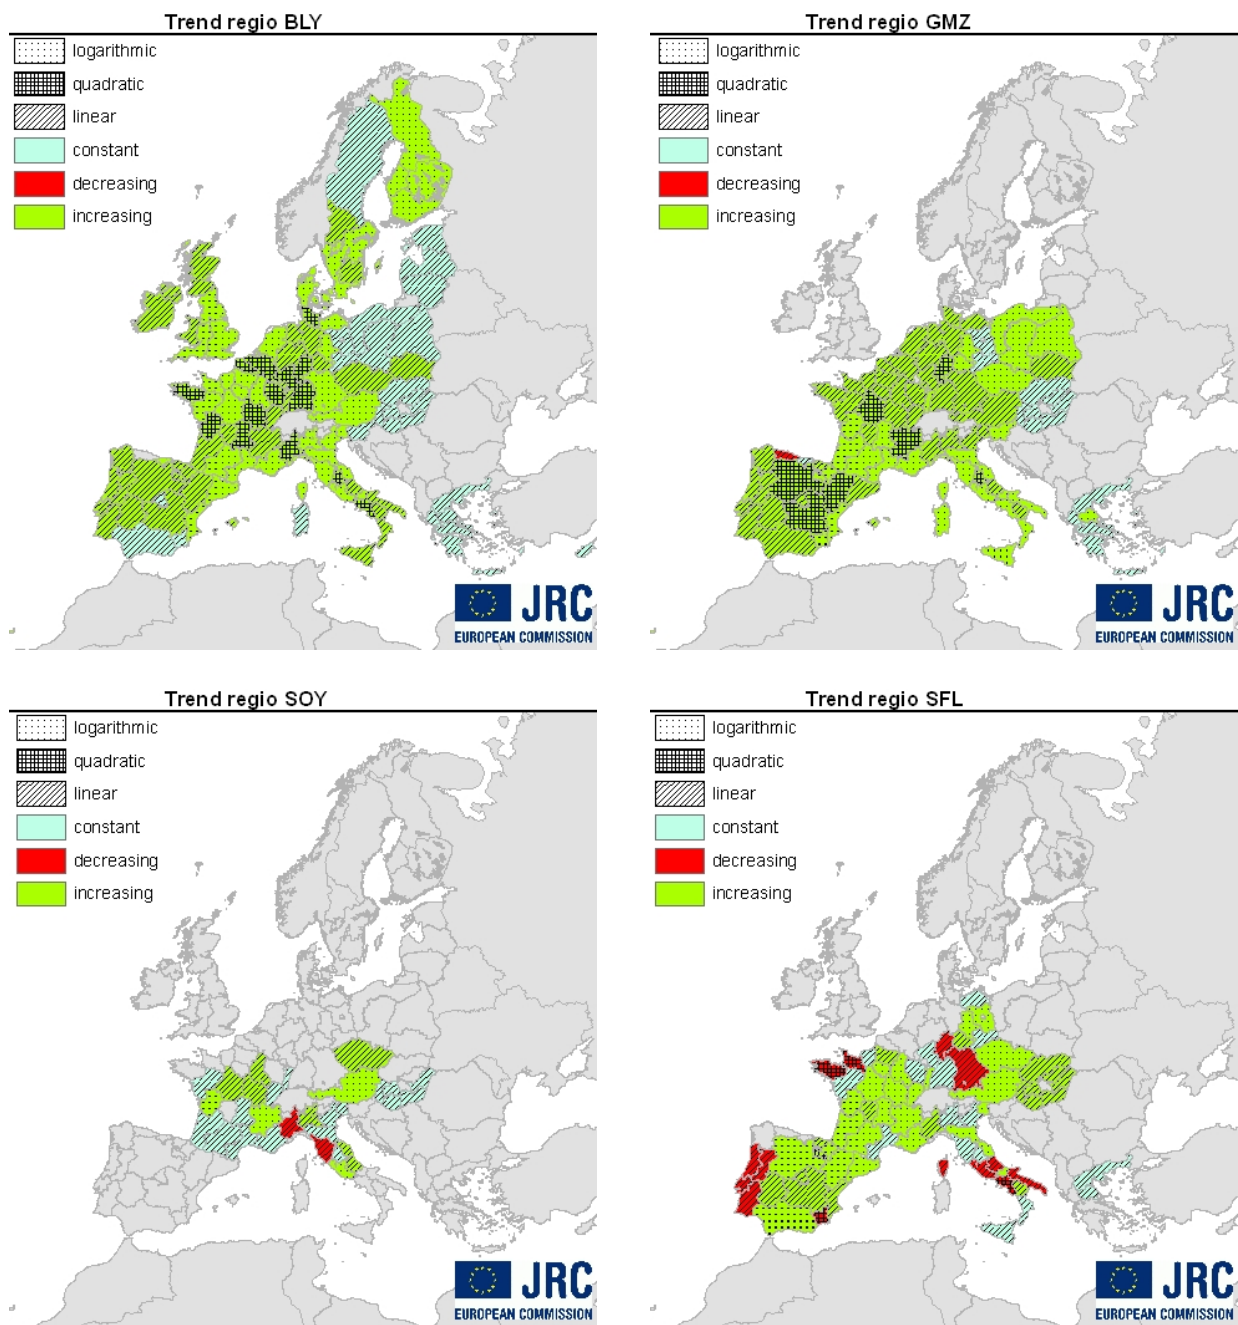 Trend regio BLY
logarithmic
quadratic
linear
constant
decreasing
increasing
JRC
EUROPEAN COMMISSION
Trend regio GMZ
logarithmic
quadratic
linear
constant
decreasing
increasing
JRC
EUROPEAN COMMISSION
Trend regio SOY
logarithmic
quadratic
linear
constant
decreasing
increasing
JRC
EUROPEAN COMMISSION
Trend regio SFL
logarithmic
quadratic
linear
constant
decreasing
increasing
JRC
EUROPEAN COMMISSION